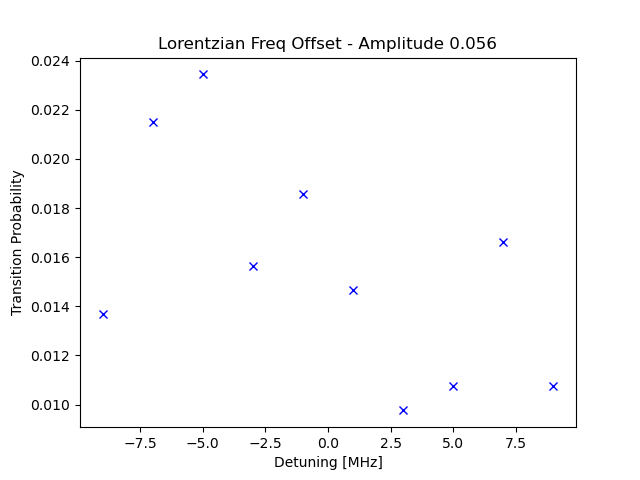 Lorentzian Freq Offset - Amplitude 0.056
Transition Probability
0.024
0.022
0.020
0.018
0.016
0.014
0.012
0.010
−7.5 −5.0 −2.5 0.0 2.5 5.0 7.5
Detuning [MHz]